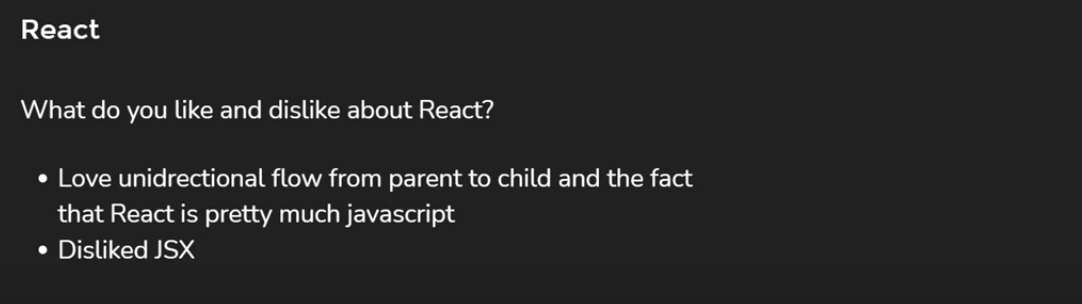 React
What do you like and dislike about React?
• Love unidrectional flow from parent to child and the fact
that React is pretty much javascript
• Disliked JSX